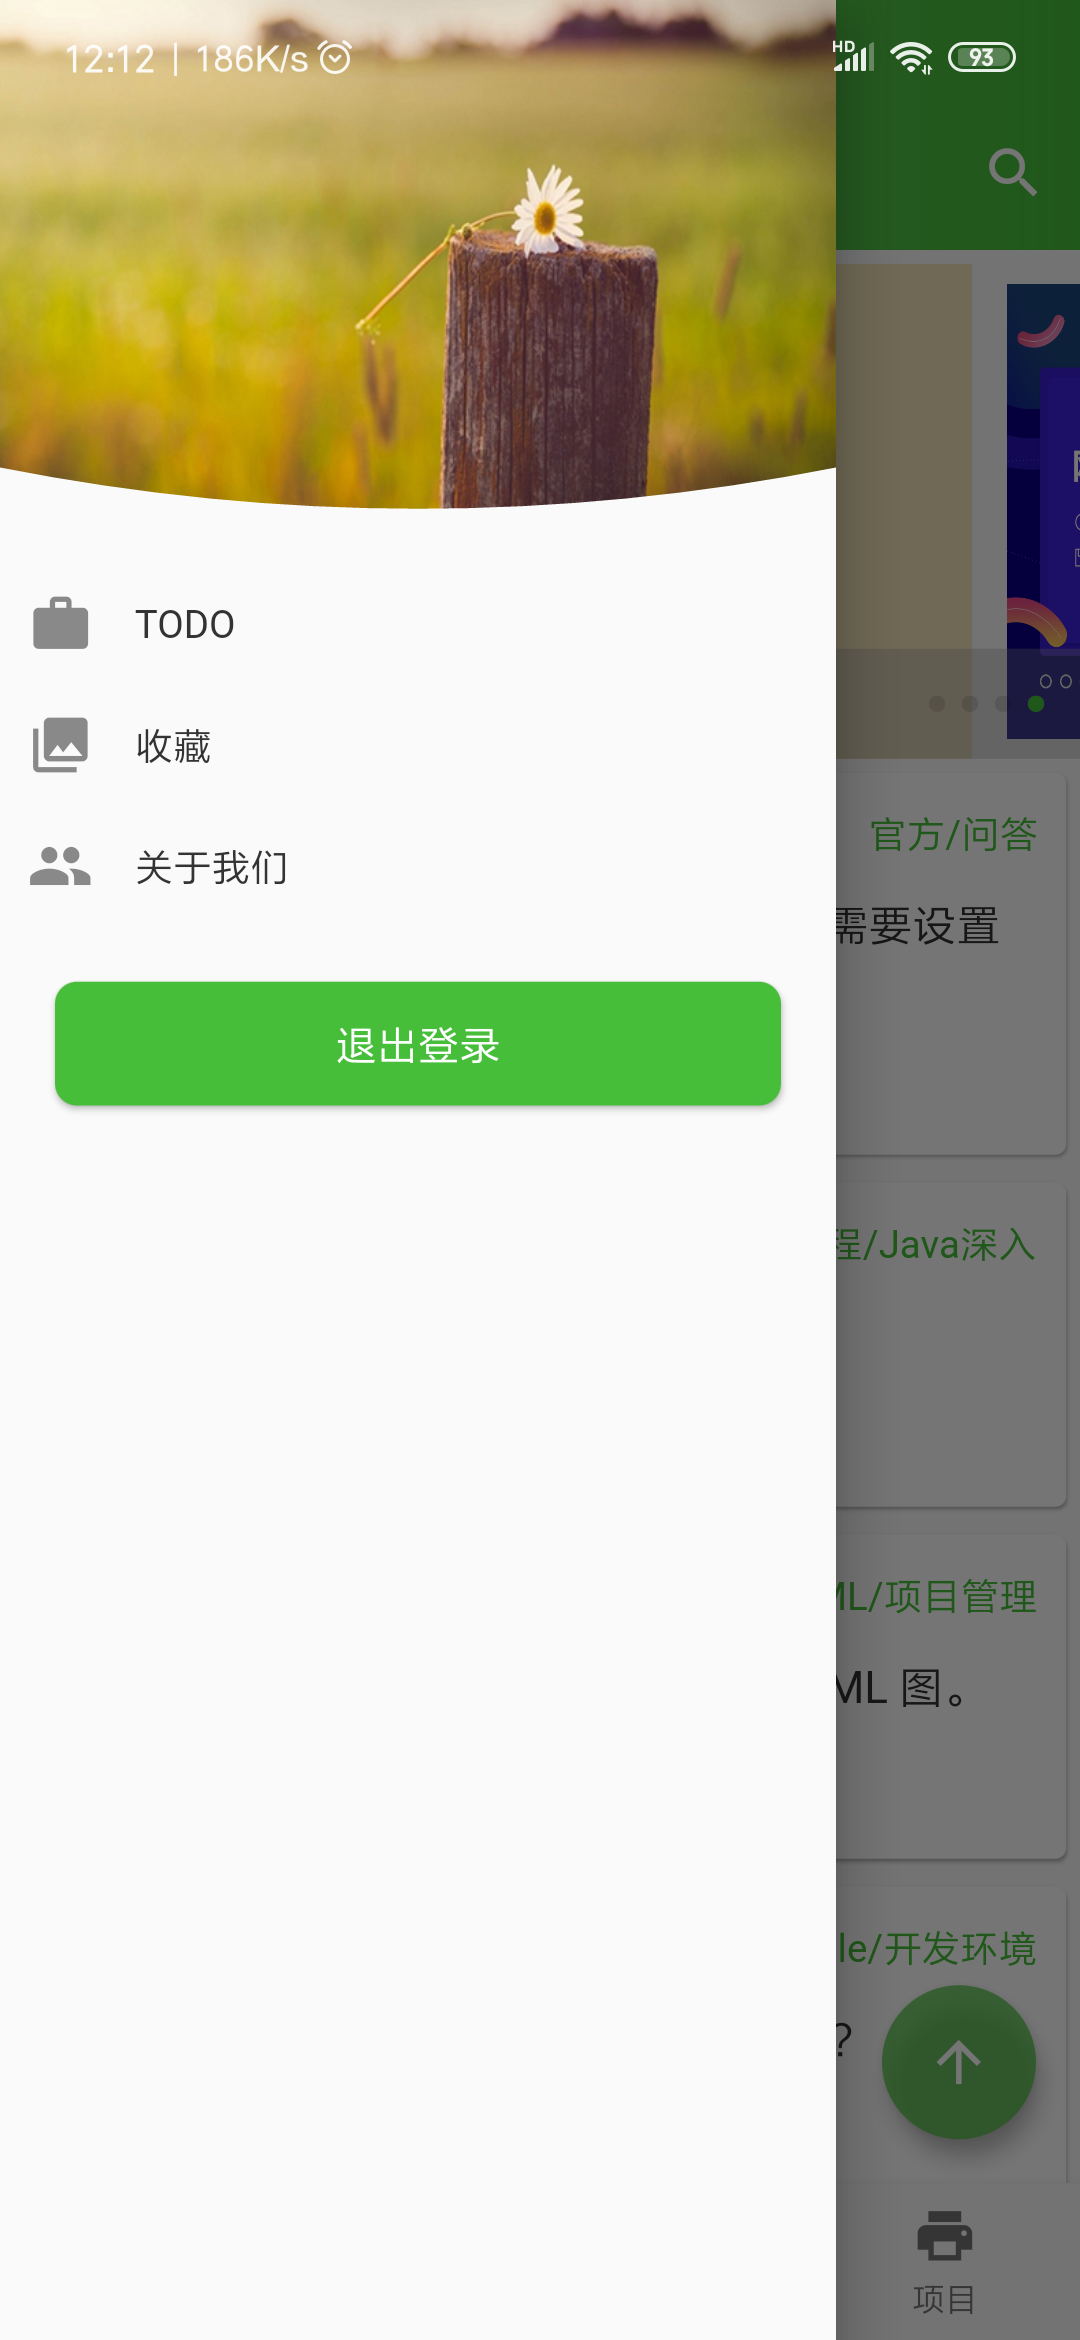 12:12 | 186K/s
HD
93
TODO
收藏
关于我们
退出登录
官方/问答
需要设置
程/Java深入
ML/项目管理
ML 图。
le/开发环境
?
项目